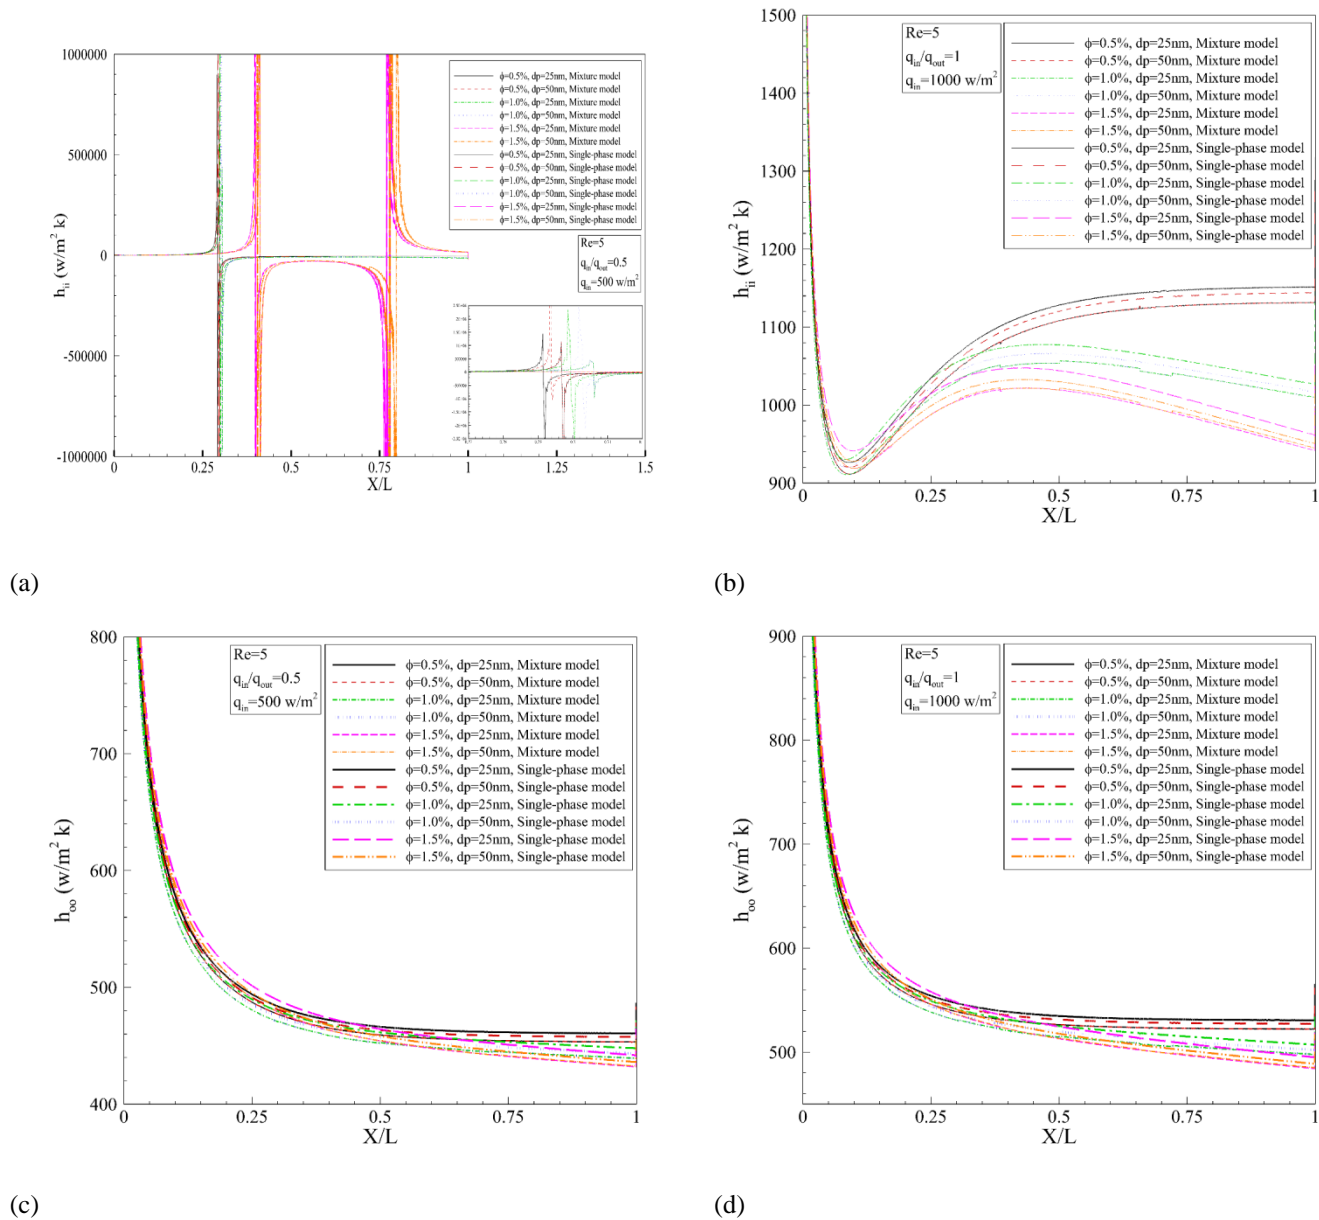 1000000
500000
0
-500000
-1000000
h_ii (w/m² k)
φ=0.5%, dp=25nm, Mixture model
φ=0.5%, dp=50nm, Mixture model
φ=1.0%, dp=25nm, Mixture model
φ=1.0%, dp=50nm, Mixture model
φ=1.5%, dp=25nm, Mixture model
φ=1.5%, dp=50nm, Mixture model
φ=0.5%, dp=25nm, Single-phase model
φ=0.5%, dp=50nm, Single-phase model
φ=1.0%, dp=25nm, Single-phase model
φ=1.0%, dp=50nm, Single-phase model
φ=1.5%, dp=25nm, Single-phase model
φ=1.5%, dp=50nm, Single-phase model
Re=5
q_in/q_out=0.5
q_in=500 w/m²
0 0.25 0.5 0.75 1 1.25 1.5
X/L
(a)
1500
1400
1300
1200
1100
1000
900
h_ii (w/m² k)
Re=5
q_in/q_out=1
q_in=1000 w/m²
φ=0.5%, dp=25nm, Mixture model
φ=0.5%, dp=50nm, Mixture model
φ=1.0%, dp=25nm, Mixture model
φ=1.0%, dp=50nm, Mixture model
φ=1.5%, dp=25nm, Mixture model
φ=1.5%, dp=50nm, Mixture model
φ=0.5%, dp=25nm Single-phase model
φ=0.5%, dp=50nm, Single-phase model
φ=1.0%, dp=25nm, Single-phase model
φ=1.0%, dp=50nm, Single-phase model
φ=1.5%, dp=25nm, Single-phase model
φ=1.5%, dp=50nm, Single-phase model
0 0.25 0.5 0.75 1
X/L
(b)
800
700
600
500
400
h_oo (w/m² k)
Re=5
q_in/q_out=0.5
q_in=500 w/m²
φ=0.5%, dp=25nm, Mixture model
φ=0.5%, dp=50nm, Mixture model
φ=1.0%, dp=25nm, Mixture model
φ=1.0%, dp=50nm, Mixture model
φ=1.5%, dp=25nm, Mixture model
φ=1.5%, dp=50nm, Mixture model
φ=0.5%, dp=25nm, Single-phase model
φ=0.5%, dp=50nm, Single-phase model
φ=1.0%, dp=25nm, Single-phase model
φ=1.0%, dp=50nm, Single-phase model
φ=1.5%, dp=25nm, Single-phase model
φ=1.5%, dp=50nm, Single-phase model
0 0.25 0.5 0.75 1
X/L
(c)
900
800
700
600
500
h_oo (w/m² k)
Re=5
q_in/q_out=1
q_in=1000 w/m²
φ=0.5%, dp=25nm, Mixture model
φ=0.5%, dp=50nm, Mixture model
φ=1.0%, dp=25nm, Mixture model
φ=1.0%, dp=50nm, Mixture model
φ=1.5%, dp=25nm, Mixture model
φ=1.5%, dp=50nm, Mixture model
φ=0.5%, dp=25nm, Single-phase model
φ=0.5%, dp=50nm, Single-phase model
φ=1.0%, dp=25nm, Single-phase model
φ=1.0%, dp=50nm, Single-phase model
φ=1.5%, dp=25nm, Single-phase model
φ=1.5%, dp=50nm, Single-phase model
0 0.25 0.5 0.75 1
X/L
(d)